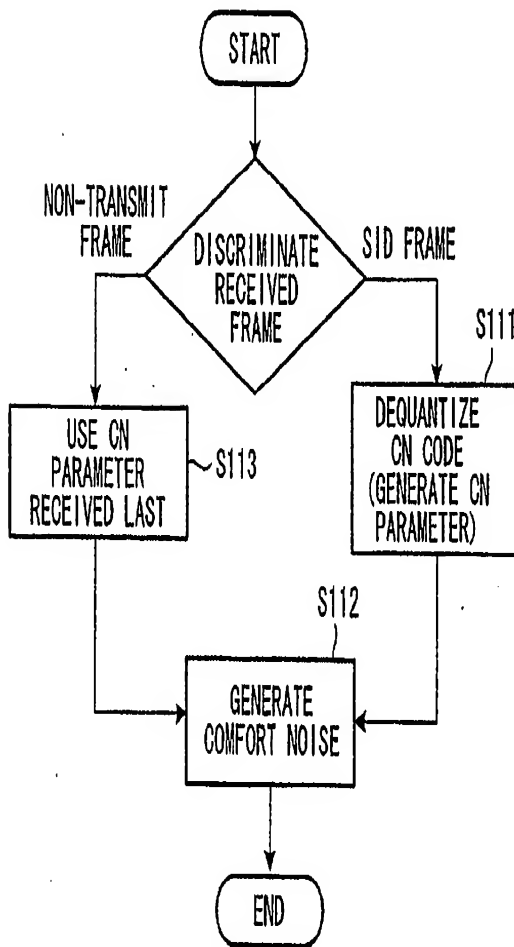 START
NON-TRANSMIT
FRAME
DISCRIMINATE
RECEIVED
FRAME
SID FRAME
S111
USE CN
PARAMETER
RECEIVED LAST
S113
DEQUANTIZE
CN CODE
(GENERATE CN
PARAMETER)
S112
GENERATE
COMFORT NOISE
END